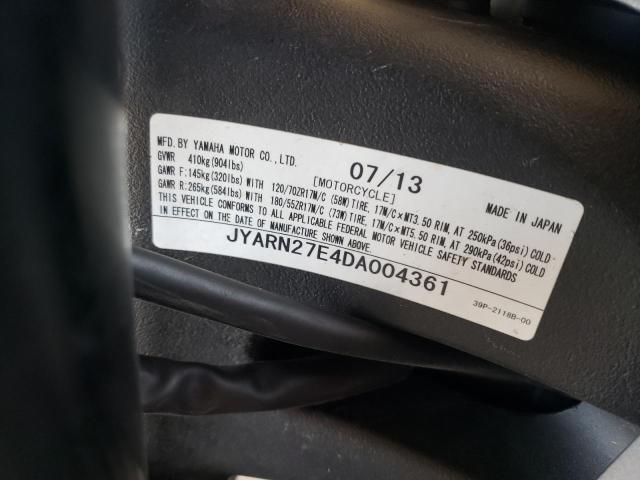 MFD. BY YAMAHA MOTOR CO., LTD. 07/13 MADE IN JAPAN
GVWR 410kg(904lbs) [MOTORCYCLE]
GAWR F:145kg(320lbs) WITH 120/70ZR17M/C (58W) TIRE, 17M/C×MT3.50 RIM, AT 250kPa(36psi) COLD
GAWR R:265kg(584lbs) WITH 180/55ZR17M/C (73W) TIRE, 17M/C×MT5.50 RIM, AT 290kPa(42psi) COLD
THIS VEHICLE CONFORMS TO ALL APPLICABLE FEDERAL MOTOR VEHICLE SAFETY STANDARDS
IN EFFECT ON THE DATE OF MANUFACTURE SHOWN ABOVE.
JYARN27E4DA004361
39P-2118B-00